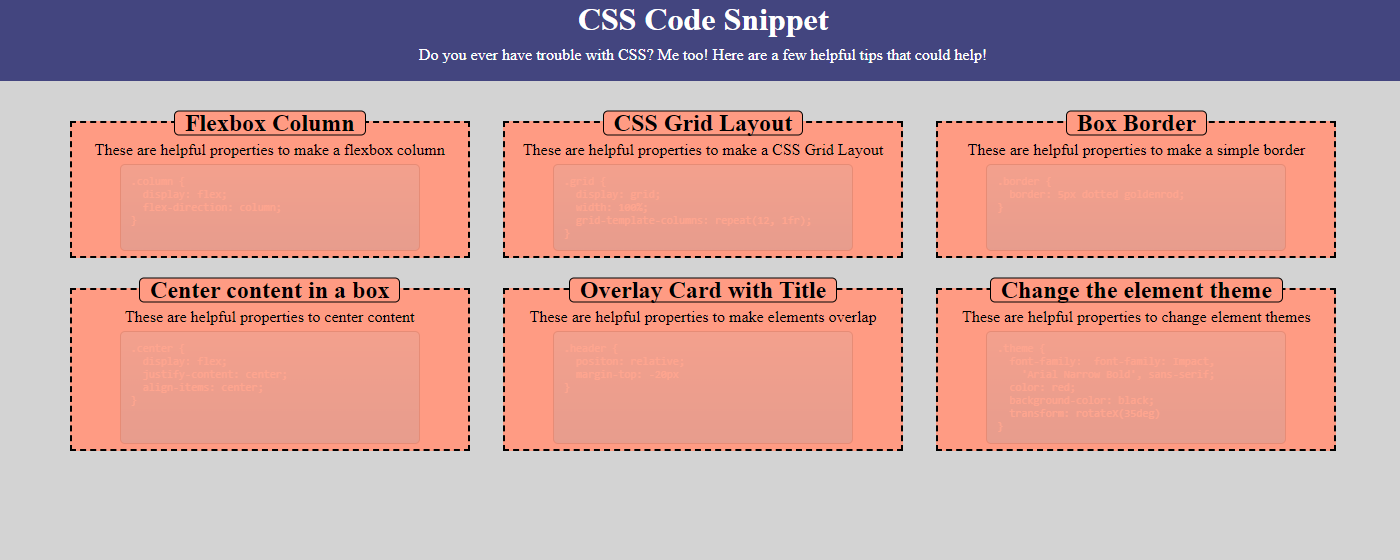 CSS Code Snippet
Do you ever have trouble with CSS? Me too! Here are a few helpful tips that could help!
Flexbox Column
These are helpful properties to make a flexbox column
.column {
display: flex;
flex-direction: column;
}
CSS Grid Layout
These are helpful properties to make a CSS Grid Layout
.grid {
display: grid;
width: 100%;
grid-template-columns: repeat(12, 1fr);
}
Box Border
These are helpful properties to make a simple border
.border {
border: 5px dotted goldenrod;
}
Center content in a box
These are helpful properties to center content
.center {
display: flex;
justify-content: center;
align-items: center;
}
Overlay Card with Title
These are helpful properties to make elements overlap
.header {
relative;
margin-top: -20px
}
Change the element theme
These are helpful properties to change element themes
.theme {
font-family: font-family: Impact,
'Arial Narrow Bold', sans-serif;
color: red;
background-color: black;
transform: rotateX(35deg)
}